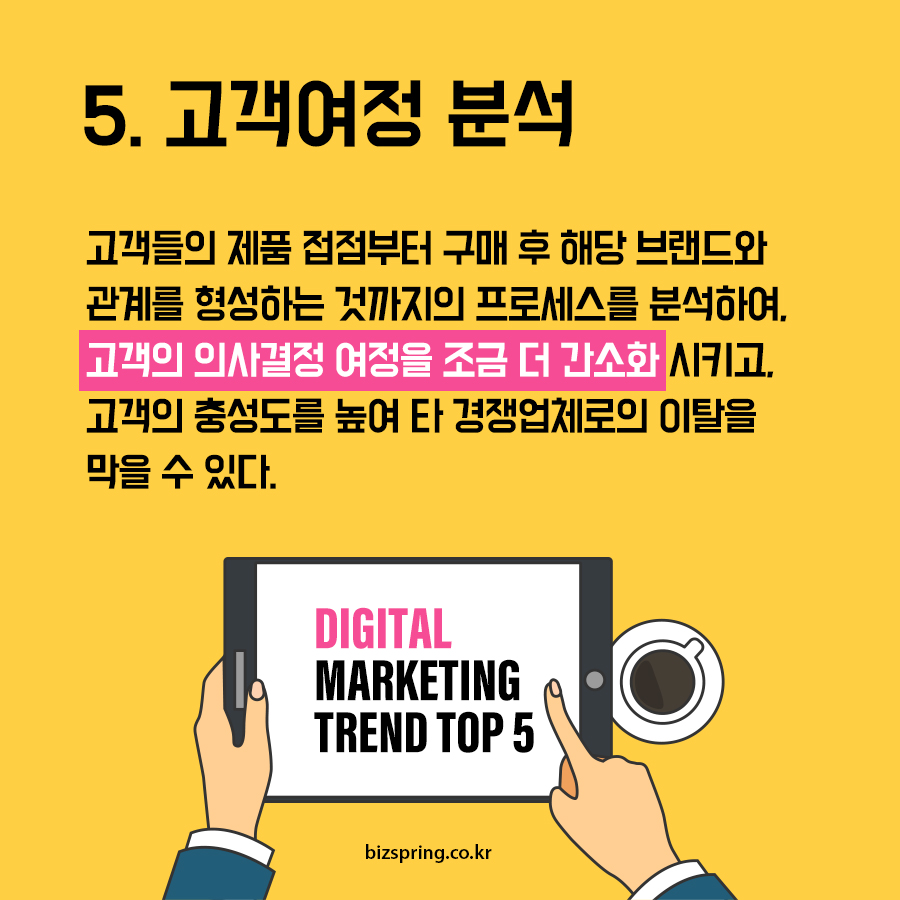 5. 고객여정 분석
고객들의 제품 접점부터 구매 후 해당 브랜드와
관계를 형성하는 것까지의 프로세스를 분석하여,
고객의 의사결정 여정을 조금 더 간소화 시키고,
고객의 충성도를 높여 타 경쟁업체로의 이탈을
막을 수 있다.
DIGITAL
MARKETING
TREND TOP 5
bizspring.co.kr